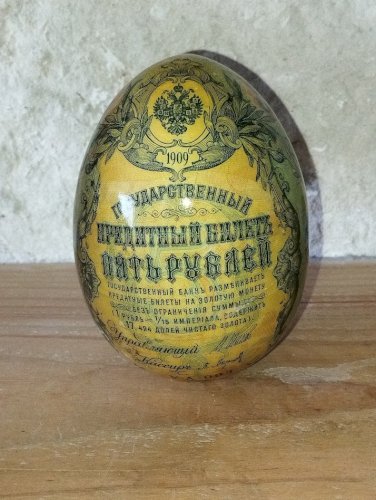 1909
ГОСУДАРСТВЕННЫЙ
КРЕДИТНЫЙ БИЛЕТЪ
ПЯТЬ РУБЛЕЙ
ГОСУДАРСТВЕННЫЙ БАНКЪ РАЗМѢНИВАЕТЪ
КРЕДИТНЫЕ БИЛЕТЫ НА ЗОЛОТУЮ МОНЕТУ
БЕЗЪ ОГРАНИЧЕНІЯ СУММЫ
1 РУБЛЬ = 1/15 ИМПЕРІАЛА, СОДЕРЖИТЪ
17,424 ДОЛЕЙ ЧИСТАГО ЗОЛОТА
Управляющій
Кассиръ